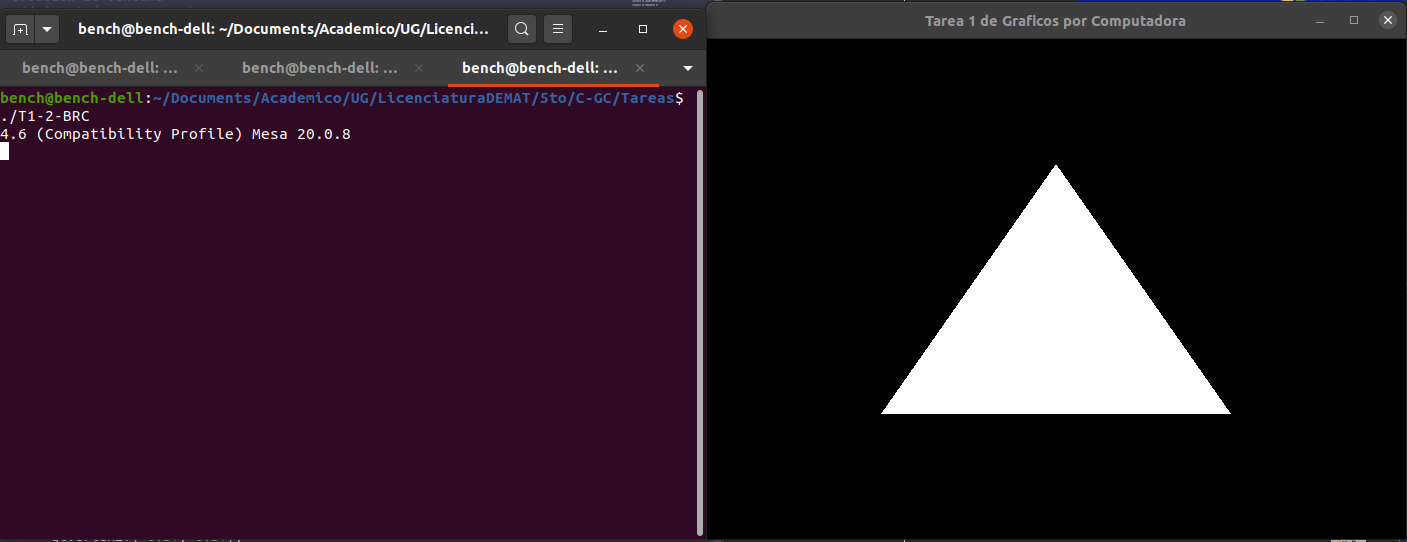 bench@bench-dell: ~/Documents/Academico/UG/Licenci...
bench@bench-dell: ...
bench@bench-dell: ...
bench@bench-dell: ...
bench@bench-dell:~/Documents/Academico/UG/LicenciaturaDEMAT/5to/C-GC/Tareas$
./T1-2-BRC
4.6 (Compatibility Profile) Mesa 20.0.8
Tarea 1 de Graficos por Computadora